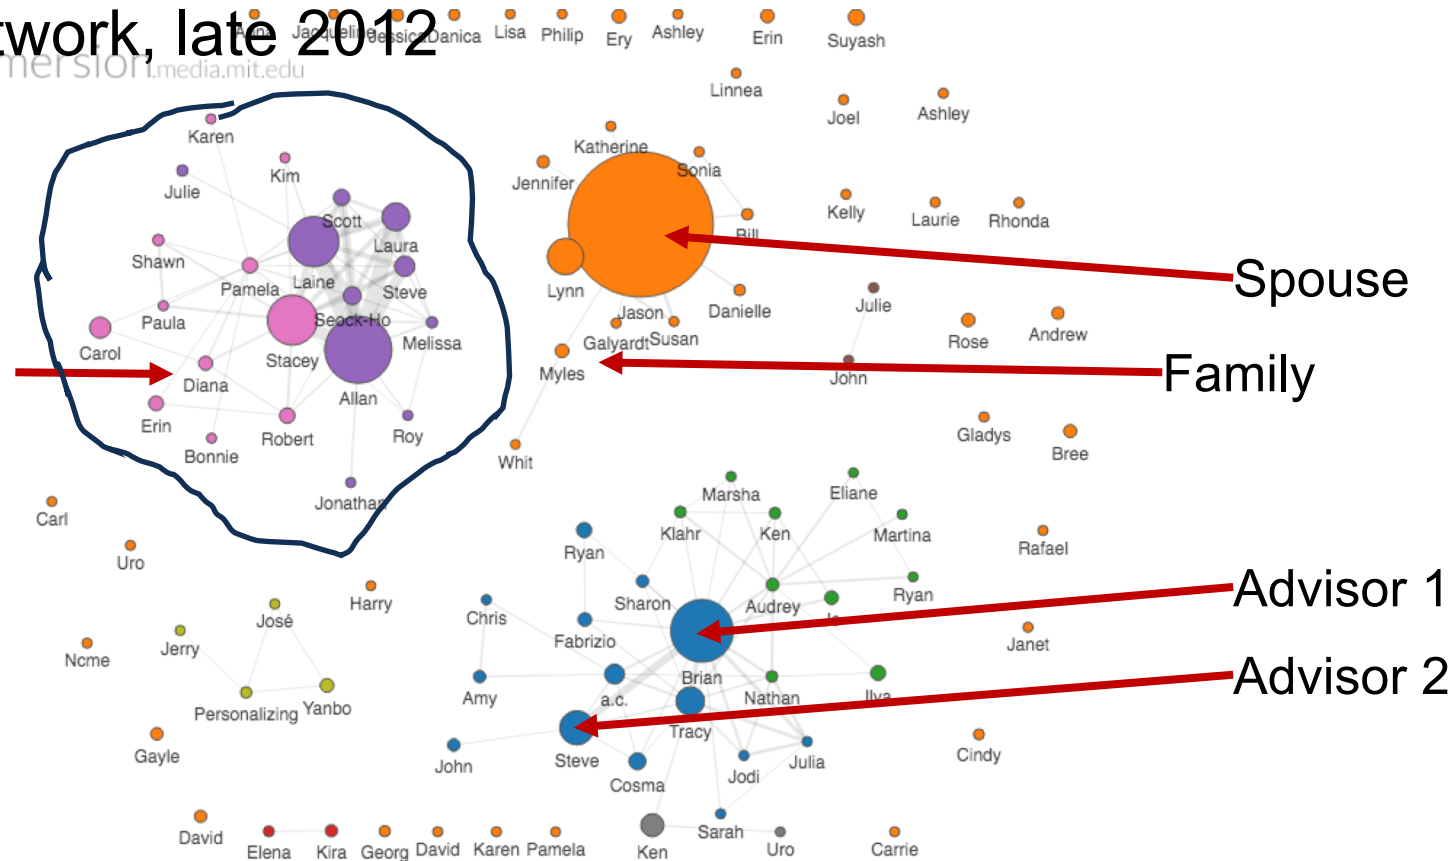 twork, late 2012
mersion.media.mit.edu
Jacqueline
Jessica
Danica
Lisa
Philip
Ery
Ashley
Erin
Suyash
Linnea
Joel
Ashley
Karen
Katherine
Sonia
Julie
Kim
Jennifer
Scott
Laura
Bill
Kelly
Laurie
Rhonda
Shawn
Pamela
Laine
Steve
Lynn
Spouse
Paula
Seock-Ho
Jason
Danielle
Julie
Carol
Stacey
Melissa
Galyardt
Susan
Rose
Andrew
Diana
Allan
Myles
John
Family
Erin
Robert
Roy
Bonnie
Whit
Gladys
Bree
Jonathan
Marsha
Eliane
Carl
Klahr
Ken
Martina
Uro
Ryan
Rafael
Harry
Sharon
Audrey
Ryan
Advisor 1
José
Chris
Fabrizio
Jerry
Janet
Ncme
Brian
Personalizing
Yanbo
Amy
a.c.
Nathan
Ilya
Advisor 2
Tracy
Gayle
John
Steve
Cosma
Jodi
Julia
Cindy
David
Elena
Kira
Georg
David
Karen
Pamela
Ken
Sarah
Uro
Carrie